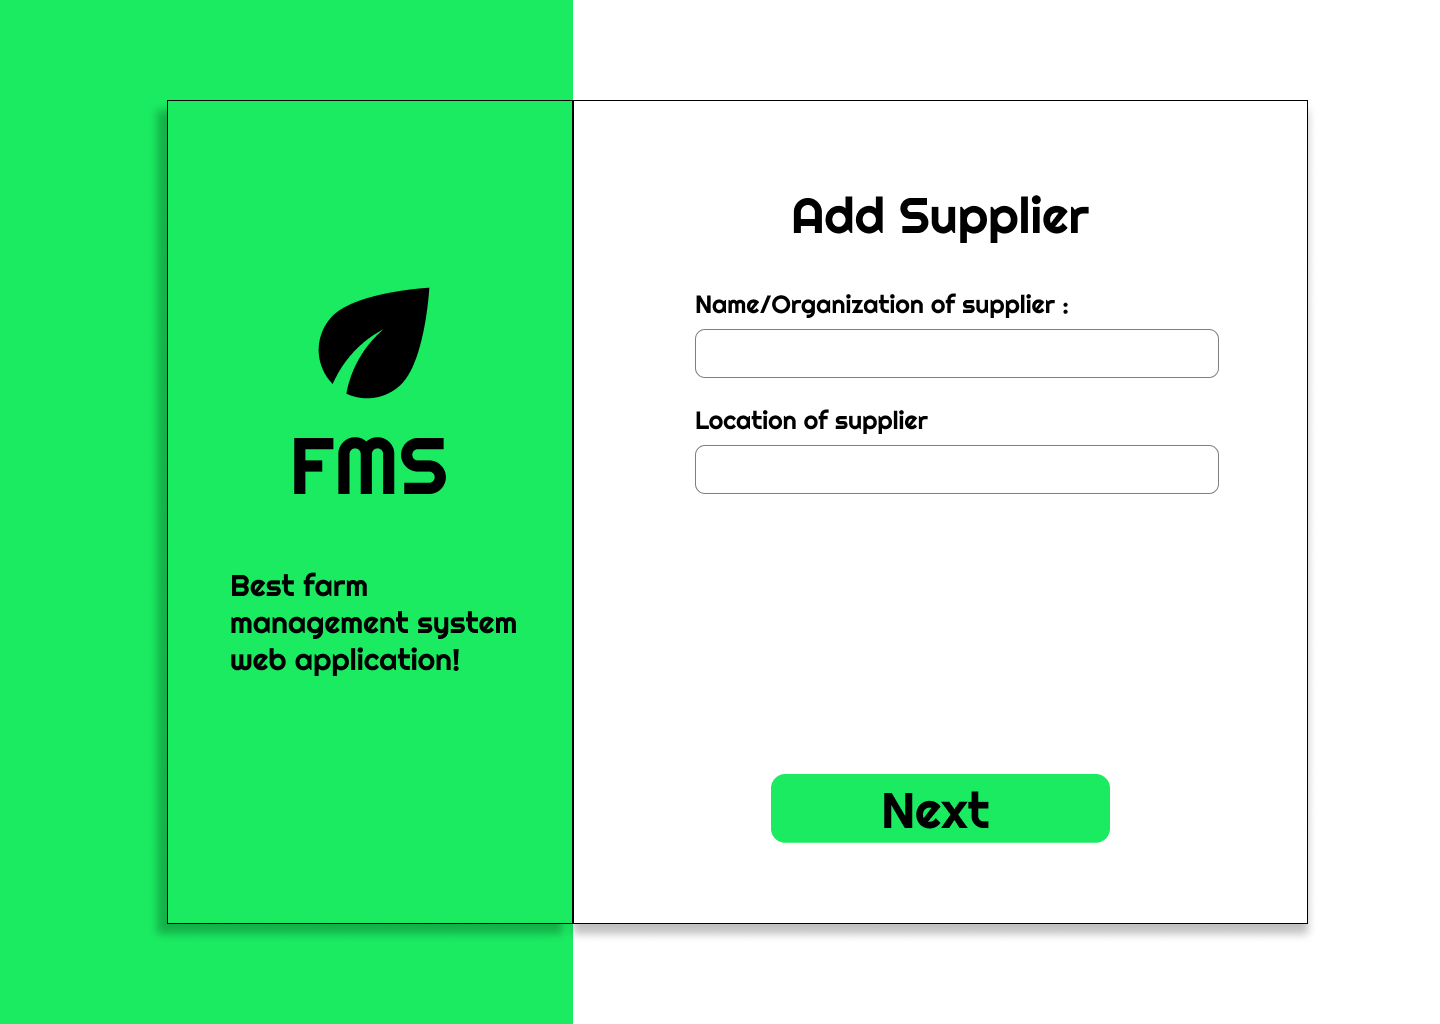 FMS
Best farm
management system
web application!
Add Supplier
Name/Organization of supplier :
Location of supplier
Next